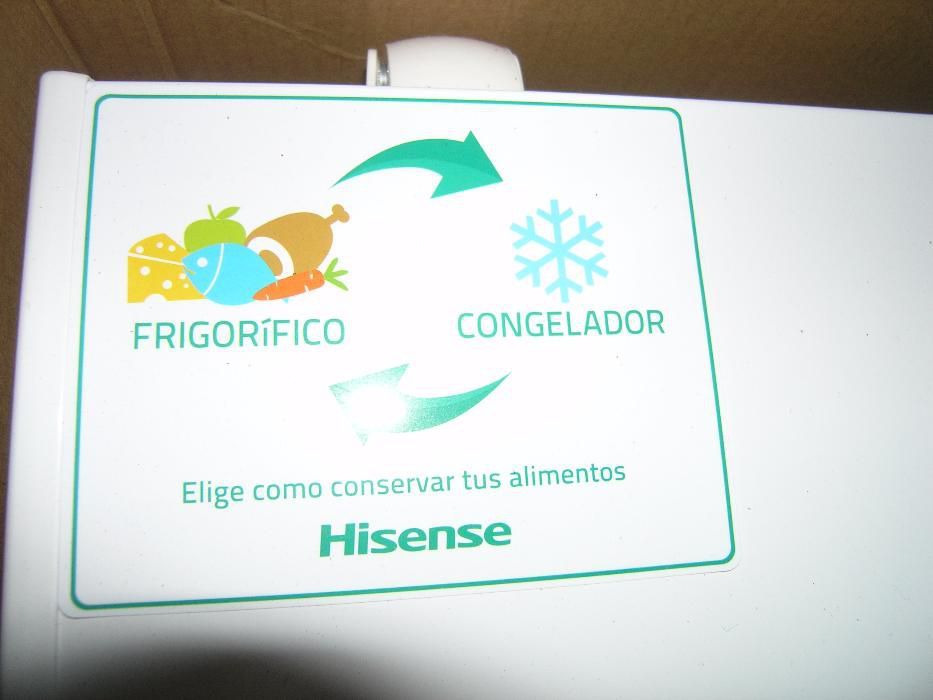 FRIGORíFICO
CONGELADOR
Elige como conservar tus alimentos
Hisense